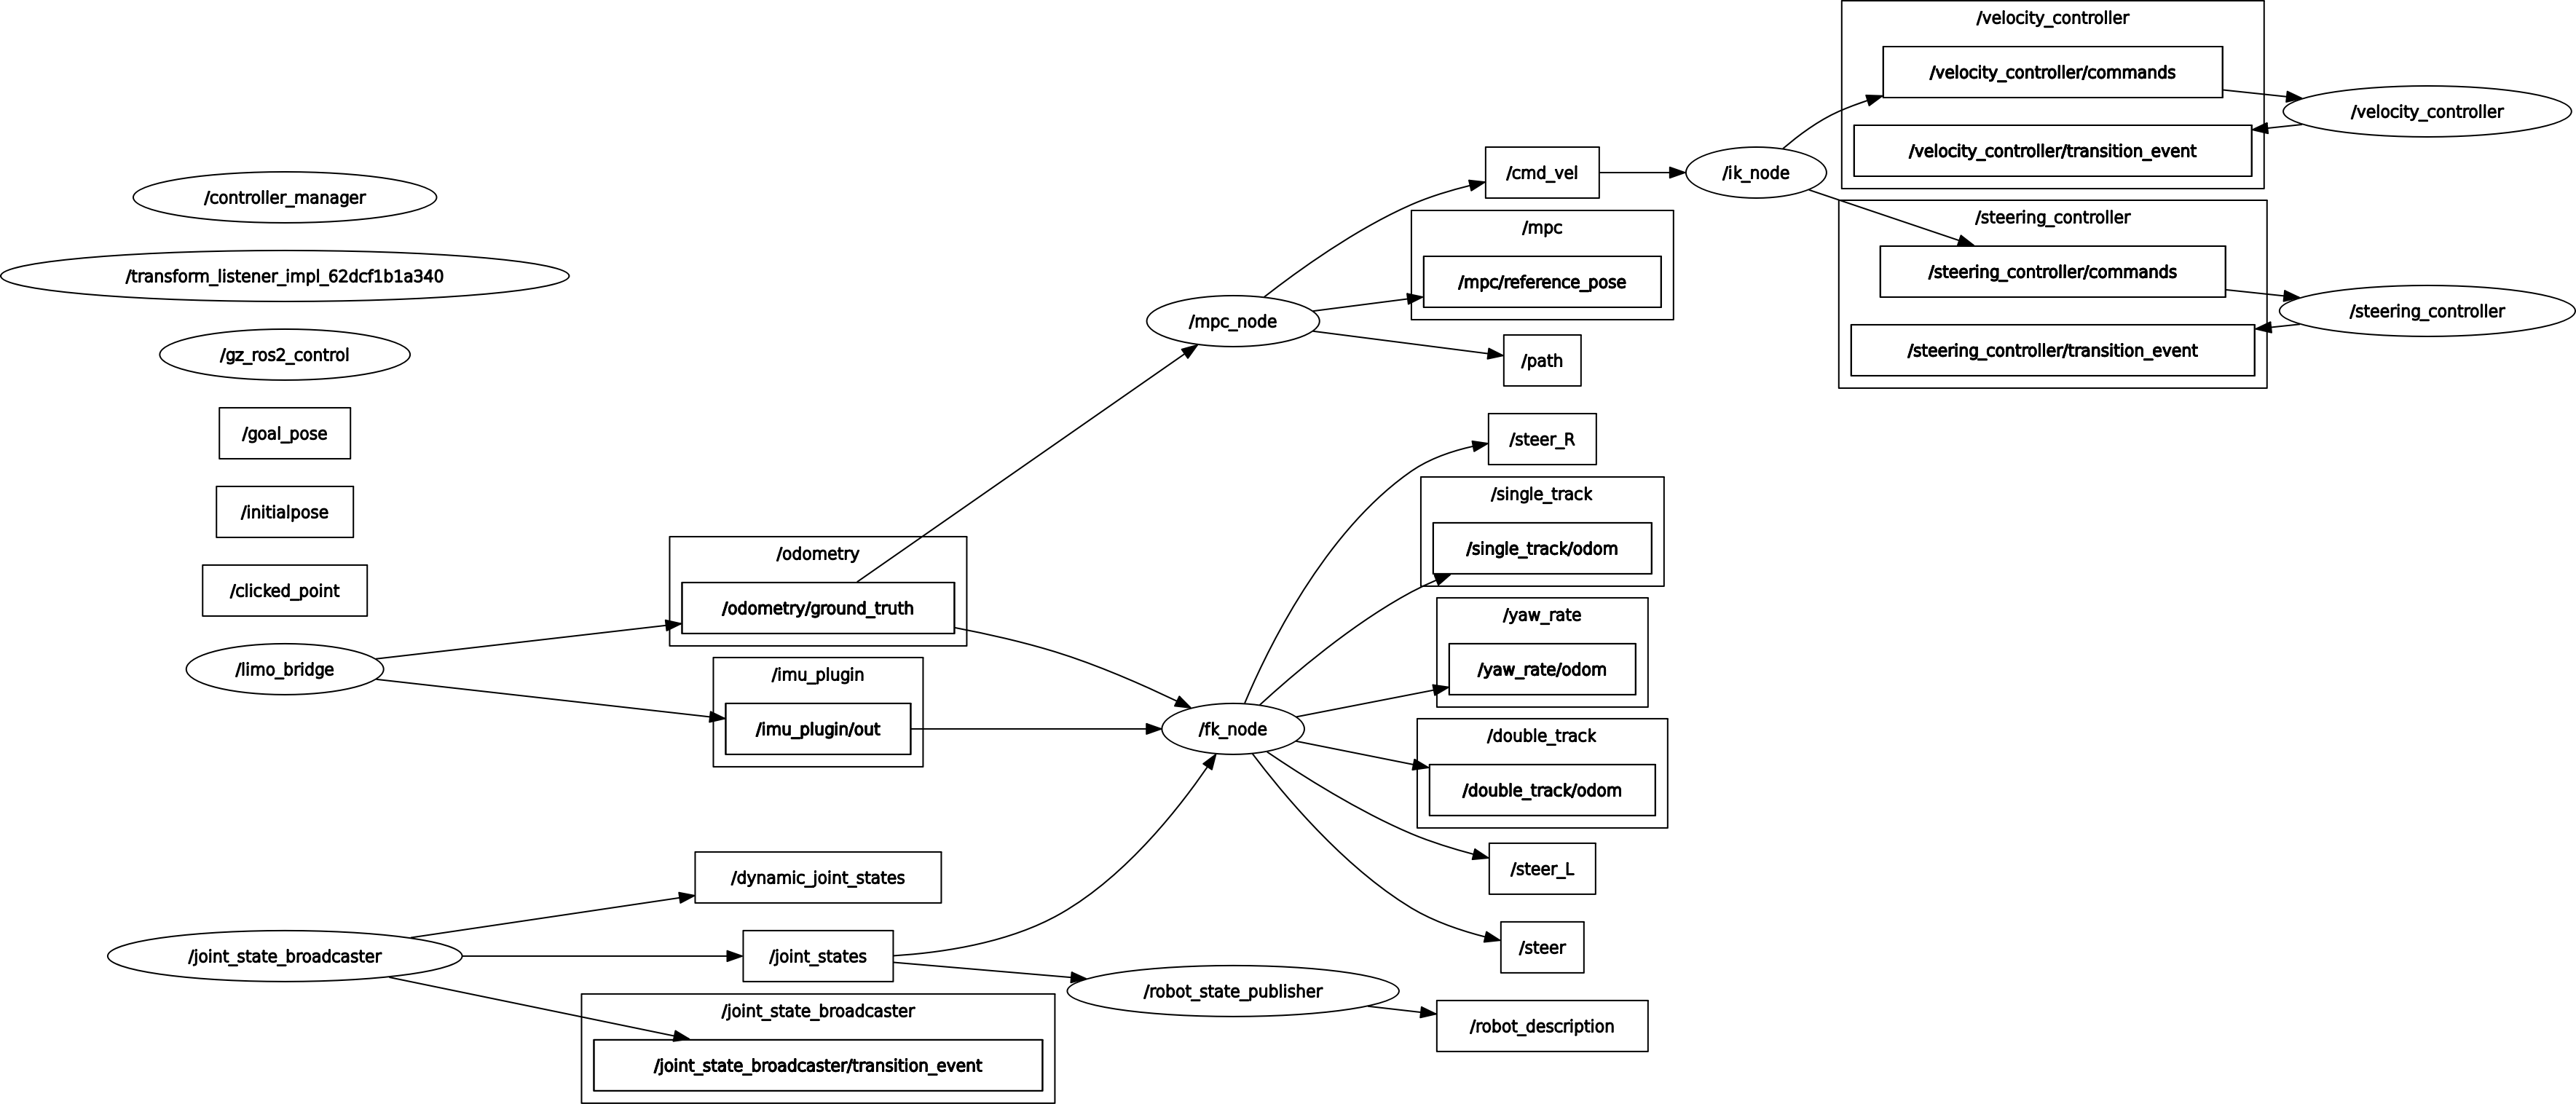 /controller_manager
/transform_listener_impl_62dcf1b1a340
/gz_ros2_control
/goal_pose
/initialpose
/clicked_point
/limo_bridge
/joint_state_broadcaster
/odometry
/odometry/ground_truth
/imu_plugin
/imu_plugin/out
/dynamic_joint_states
/joint_states
/joint_state_broadcaster
/joint_state_broadcaster/transition_event
/mpc_node
/fk_node
/robot_state_publisher
/cmd_vel
/mpc
/mpc/reference_pose
/path
/steer_R
/single_track
/single_track/odom
/yaw_rate
/yaw_rate/odom
/double_track
/double_track/odom
/steer_L
/steer
/robot_description
/ik_node
/velocity_controller
/velocity_controller/commands
/velocity_controller/transition_event
/steering_controller
/steering_controller/commands
/steering_controller/transition_event
/velocity_controller
/steering_controller